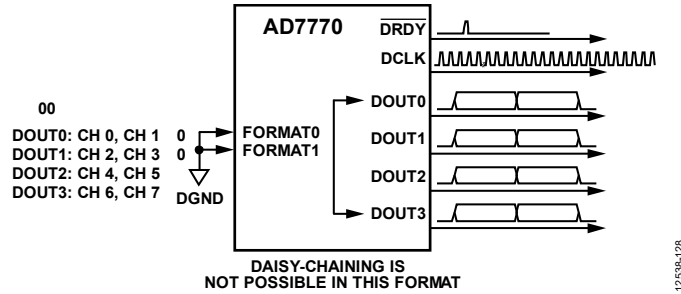 AD7770
DRDY
DCLK
00
DOUT0: CH 0, CH 1 0
DOUT1: CH 2, CH 3 0
DOUT2: CH 4, CH 5
DOUT3: CH 6, CH 7
DGND
FORMAT0
FORMAT1
DOUT0
DOUT1
DOUT2
DOUT3
DAISY-CHAINING IS
NOT POSSIBLE IN THIS FORMAT
12538-128